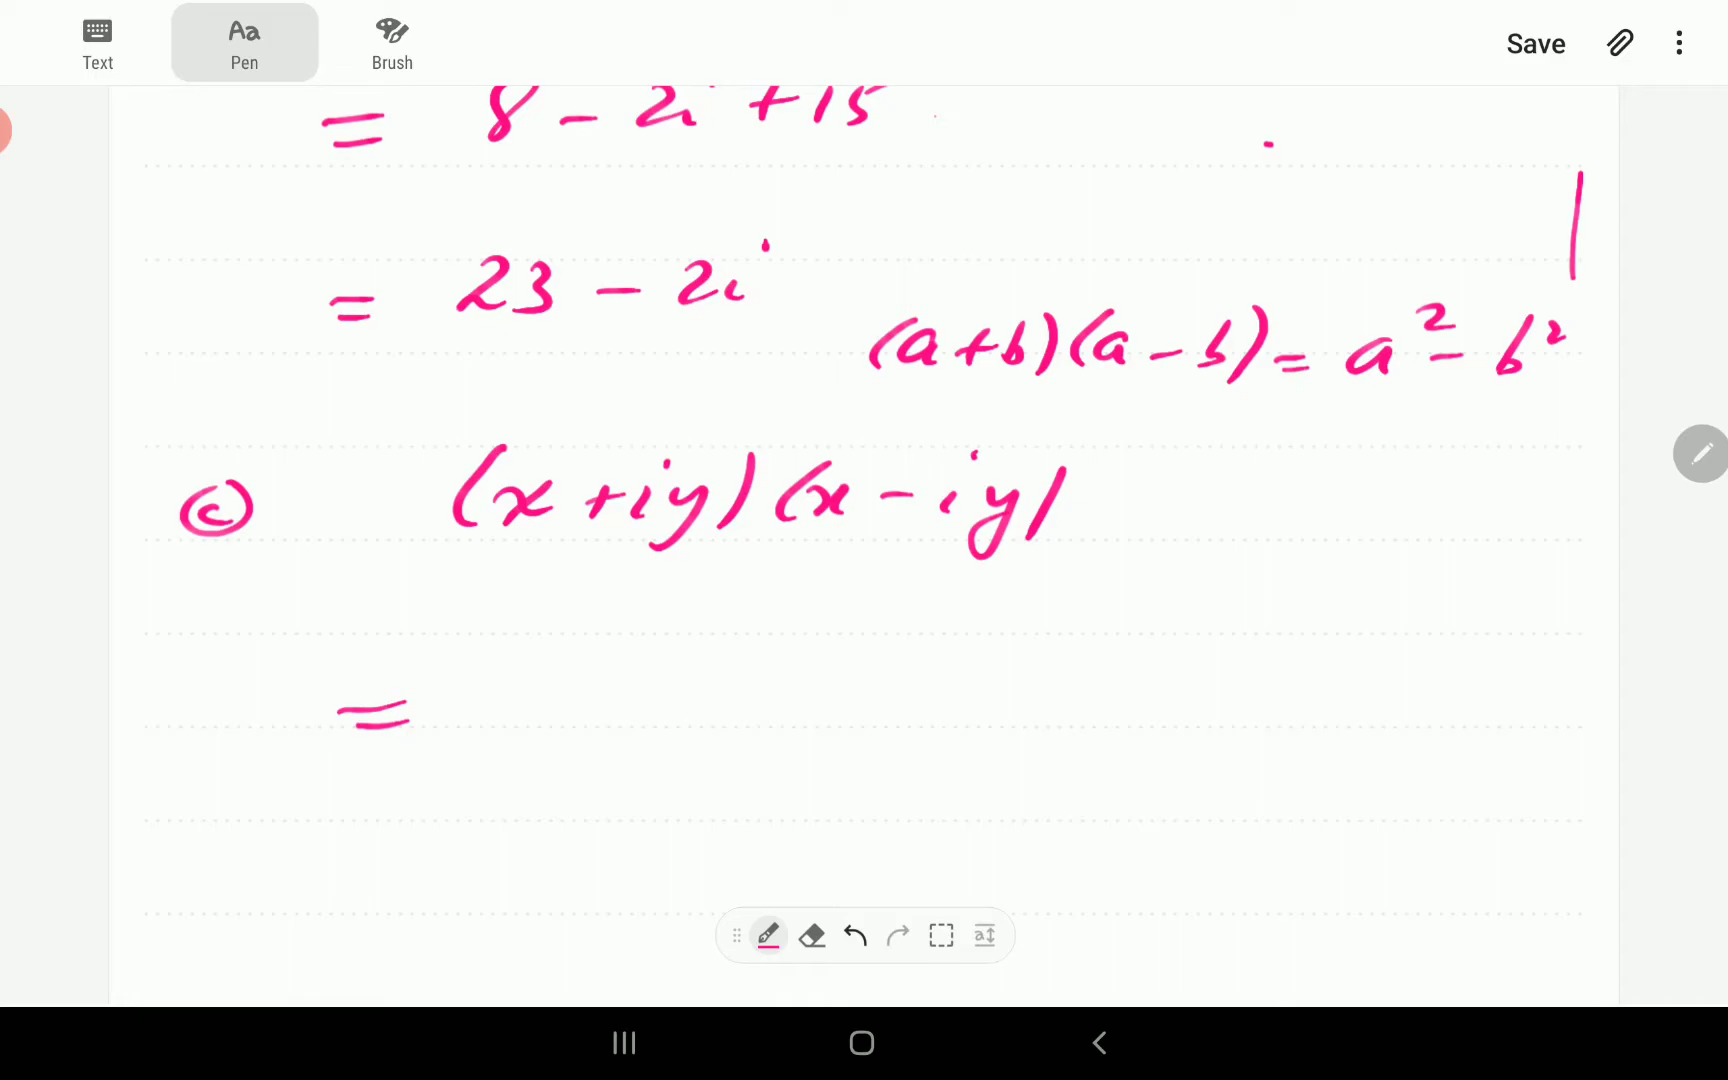 Text Pen Brush Save
= 8 - 2i + 15
= 23 - 2i
(a+b)(a-b) = a² - b²
(c) (x+iy)(x-iy)
=